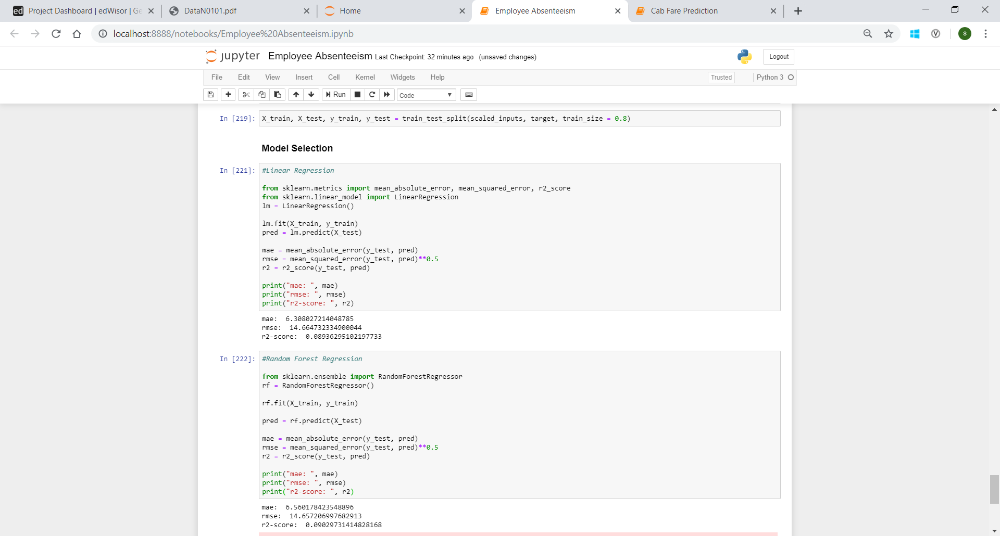 ed Project Dashboard | edWisor | Ge
DataN0101.pdf
Home
Employee Absenteeism
Cab Fare Prediction
localhost:8888/notebooks/Employee%20Absenteeism.ipynb
s
jupyter Employee Absenteeism Last Checkpoint: 32 minutes ago (unsaved changes)
Logout
File Edit View Insert Cell Kernel Widgets Help
Trusted Python 3
Run Code
In [219]: X_train, X_test, y_train, y_test = train_test_split(scaled_inputs, target, train_size = 0.8)
Model Selection
In [221]: #Linear Regression
from sklearn.metrics import mean_absolute_error, mean_squared_error, r2_score
from sklearn.linear_model import LinearRegression
lm = LinearRegression()
lm.fit(X_train, y_train)
pred = lm.predict(X_test)
mae = mean_absolute_error(y_test, pred)
rmse = mean_squared_error(y_test, pred)**0.5
r2 = r2_score(y_test, pred)
print("mae: ", mae)
print("rmse: ", rmse)
print("r2-score: ", r2)
mae:  6.308027214048785
rmse:  14.664732334900044
r2-score:  0.08936295102197733
In [222]: #Random Forest Regression
from sklearn.ensemble import RandomForestRegressor
rf = RandomForestRegressor()
rf.fit(X_train, y_train)
pred = rf.predict(X_test)
mae = mean_absolute_error(y_test, pred)
rmse = mean_squared_error(y_test, pred)**0.5
r2 = r2_score(y_test, pred)
print("mae: ", mae)
print("rmse: ", rmse)
print("r2-score: ", r2)
mae:  6.560178423548896
rmse:  14.657206997682913
r2-score:  0.09029731414828168